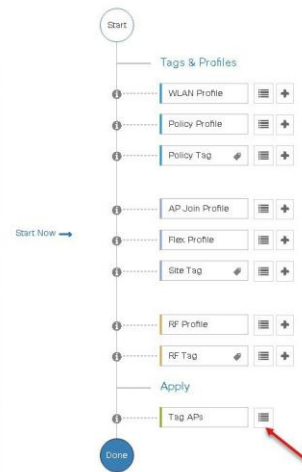 Start
Tags & Profiles
WLAN Profile
Policy Profile
Policy Tag
AP Join Profile
Start Now
Flex Profile
Site Tag
RF Profile
RF Tag
Apply
Tag APs
Done